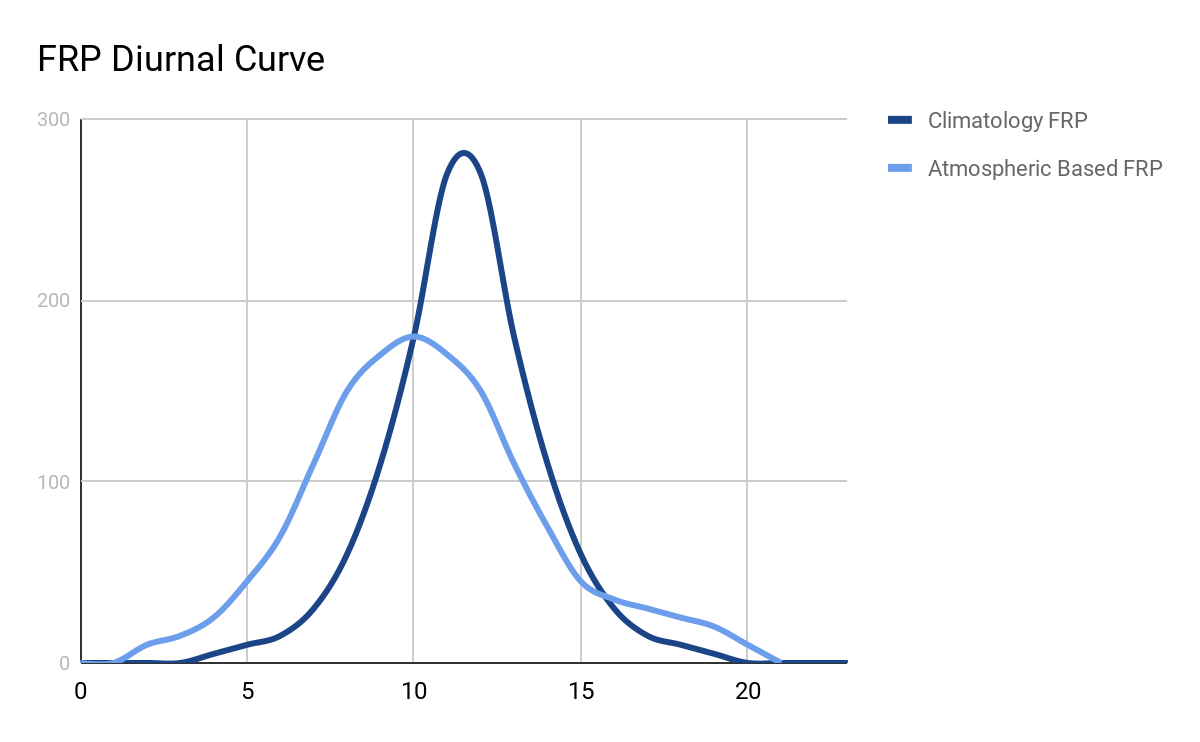 FRP Diurnal Curve
300
200
100
0
0 5 10 15 20
Climatology FRP
Atmospheric Based FRP